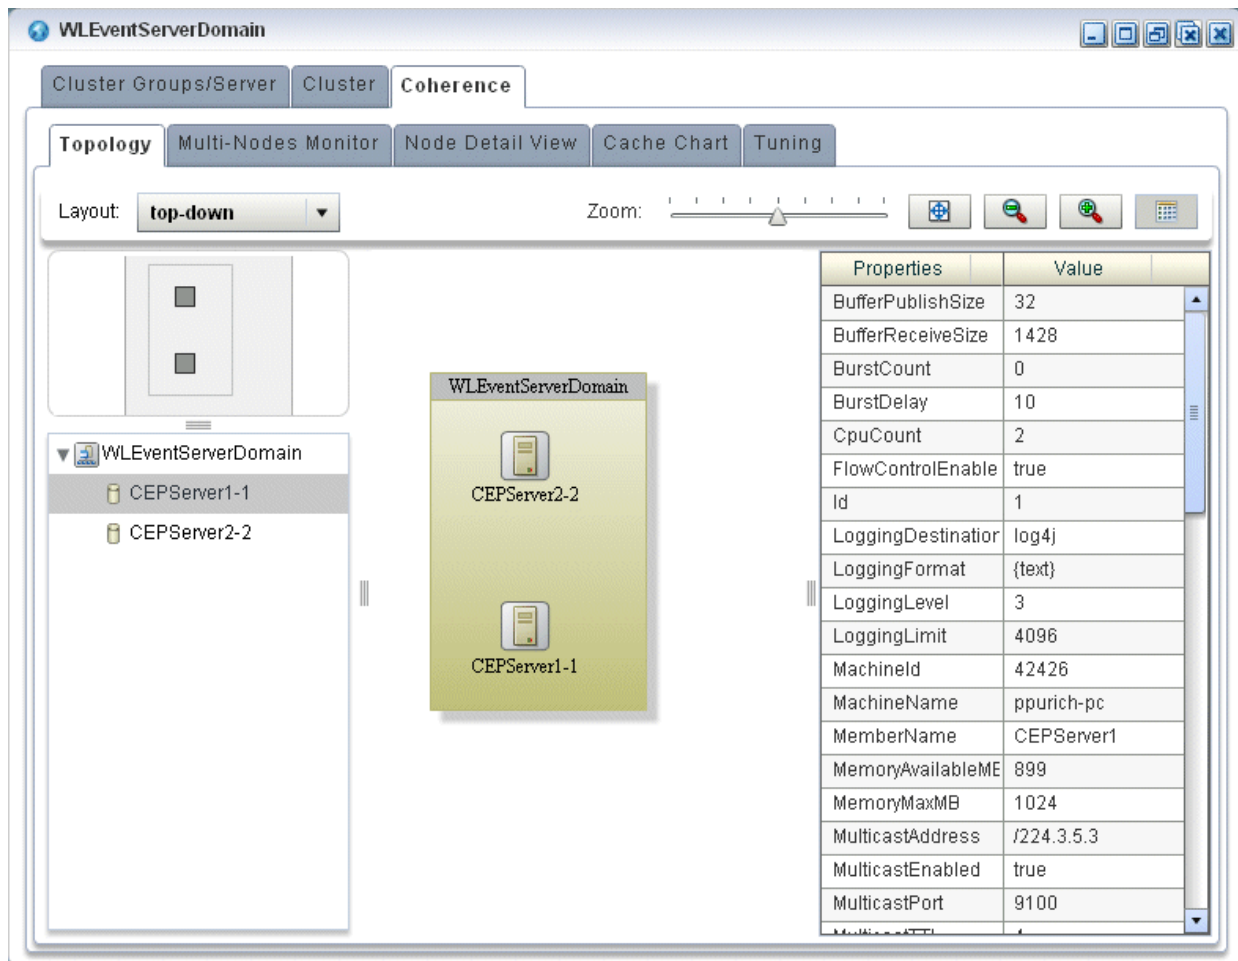 WLEventServerDomain
Cluster Groups/Server Cluster Coherence
Topology Multi-Nodes Monitor Node Detail View Cache Chart Tuning
Layout: top-down Zoom:
WLEventServerDomain
CEPServer1-1
CEPServer2-2
WLEventServerDomain
CEPServer2-2
CEPServer1-1
Properties Value
BufferPublishSize 32
BufferReceiveSize 1428
BurstCount 0
BurstDelay 10
CpuCount 2
FlowControlEnable true
Id 1
LoggingDestination log4j
LoggingFormat {text}
LoggingLevel 3
LoggingLimit 4096
MachineId 42426
MachineName ppurich-pc
MemberName CEPServer1
MemoryAvailableME 899
MemoryMaxMB 1024
MulticastAddress /224.3.5.3
MulticastEnabled true
MulticastPort 9100